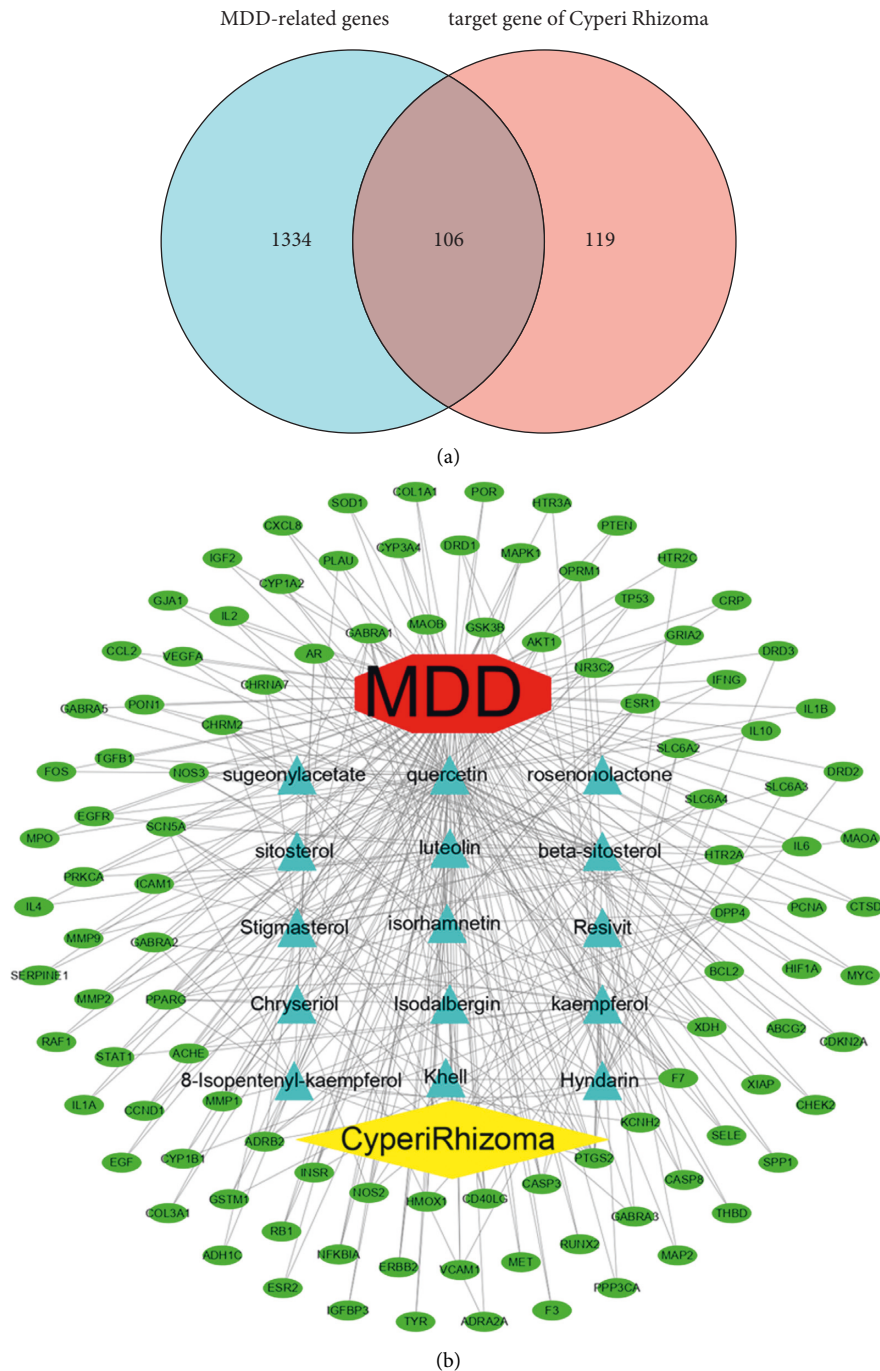 MDD-related genes
target gene of Cyperi Rhizoma
1334
106
119
(a)
COL1A1
POR
SOD1
HTR3A
CXCL8
PTEN
CYP3A4
DRD1
MAPK1
IGF2
PLAU
OPRM1
HTR2C
CYP1A2
GJA1
IL2
TP53
CRP
MAOB
GSK3B
GABRA1
AKT1
GRIA2
CCL2
VEGFA
AR
NR3C2
DRD3
CHRNA7
IFNG
MDD
GABRA5
PON1
ESR1
IL1B
CHRM2
IL10
FOS
TGFB1
NOS3
SLC6A2
DRD2
sugeonylacetate
quercetin
rosenonolactone
SLC6A3
SLC6A4
MPO
EGFR
SCN5A
MAOA
IL6
sitosterol
luteolin
beta-sitosterol
HTR2A
PRKCA
ICAM1
IL4
PCNA
CTSD
DPP4
Stigmasterol
isorhamnetin
Resivit
MMP9
GABRA2
SERPINE1
BCL2
HIF1A
MYC
MMP2
PPARG
Chryseriol
Isodalbergin
kaempferol
RAF1
STAT1
ACHE
XDH
ABCG2
CDKN2A
8-Isopentenyl-kaempferol
Khell
Hyndarin
F7
XIAP
IL1A
CCND1
MMP1
CHEK2
KCNH2
SELE
CyperiRhizoma
EGF
CYP1B1
ADRB2
PTGS2
SPP1
INSR
CASP3
CASP8
COL3A1
GSTM1
NOS2
HMOX1
CD40LG
GABRA3
THBD
RB1
RUNX2
ADH1C
NFKBIA
ERBB2
VCAM1
MET
MAP2
ESR2
PPP3CA
IGFBP3
TYR
ADRA2A
F3
(b)